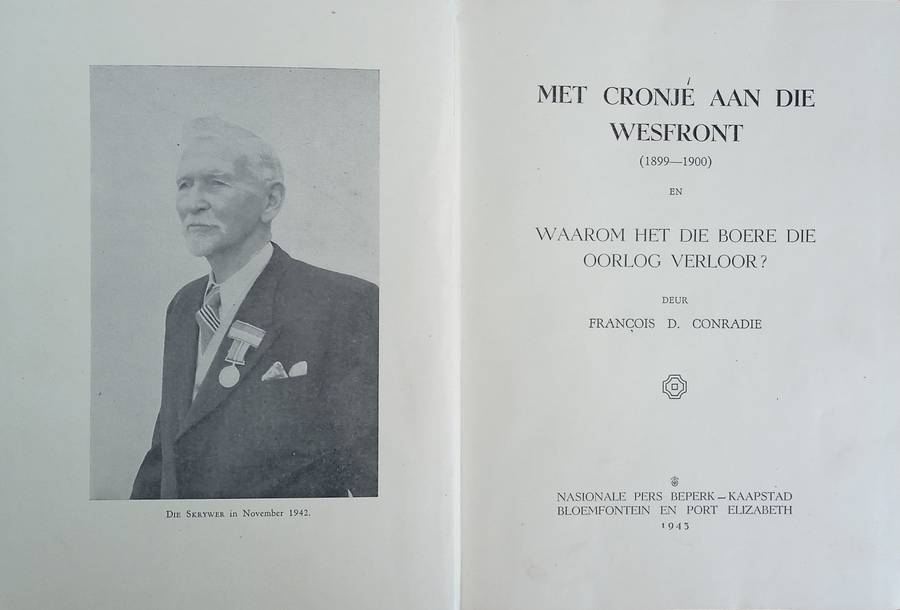 DIE SKRYWER in November 1942.
MET CRONJÉ AAN DIE
WESFRONT
(1899—1900)
EN
WAAROM HET DIE BOERE DIE
OORLOG VERLOOR?
DEUR
FRANÇOIS D. CONRADIE
NASIONALE PERS BEPERK — KAAPSTAD
BLOEMFONTEIN EN PORT ELIZABETH
1943